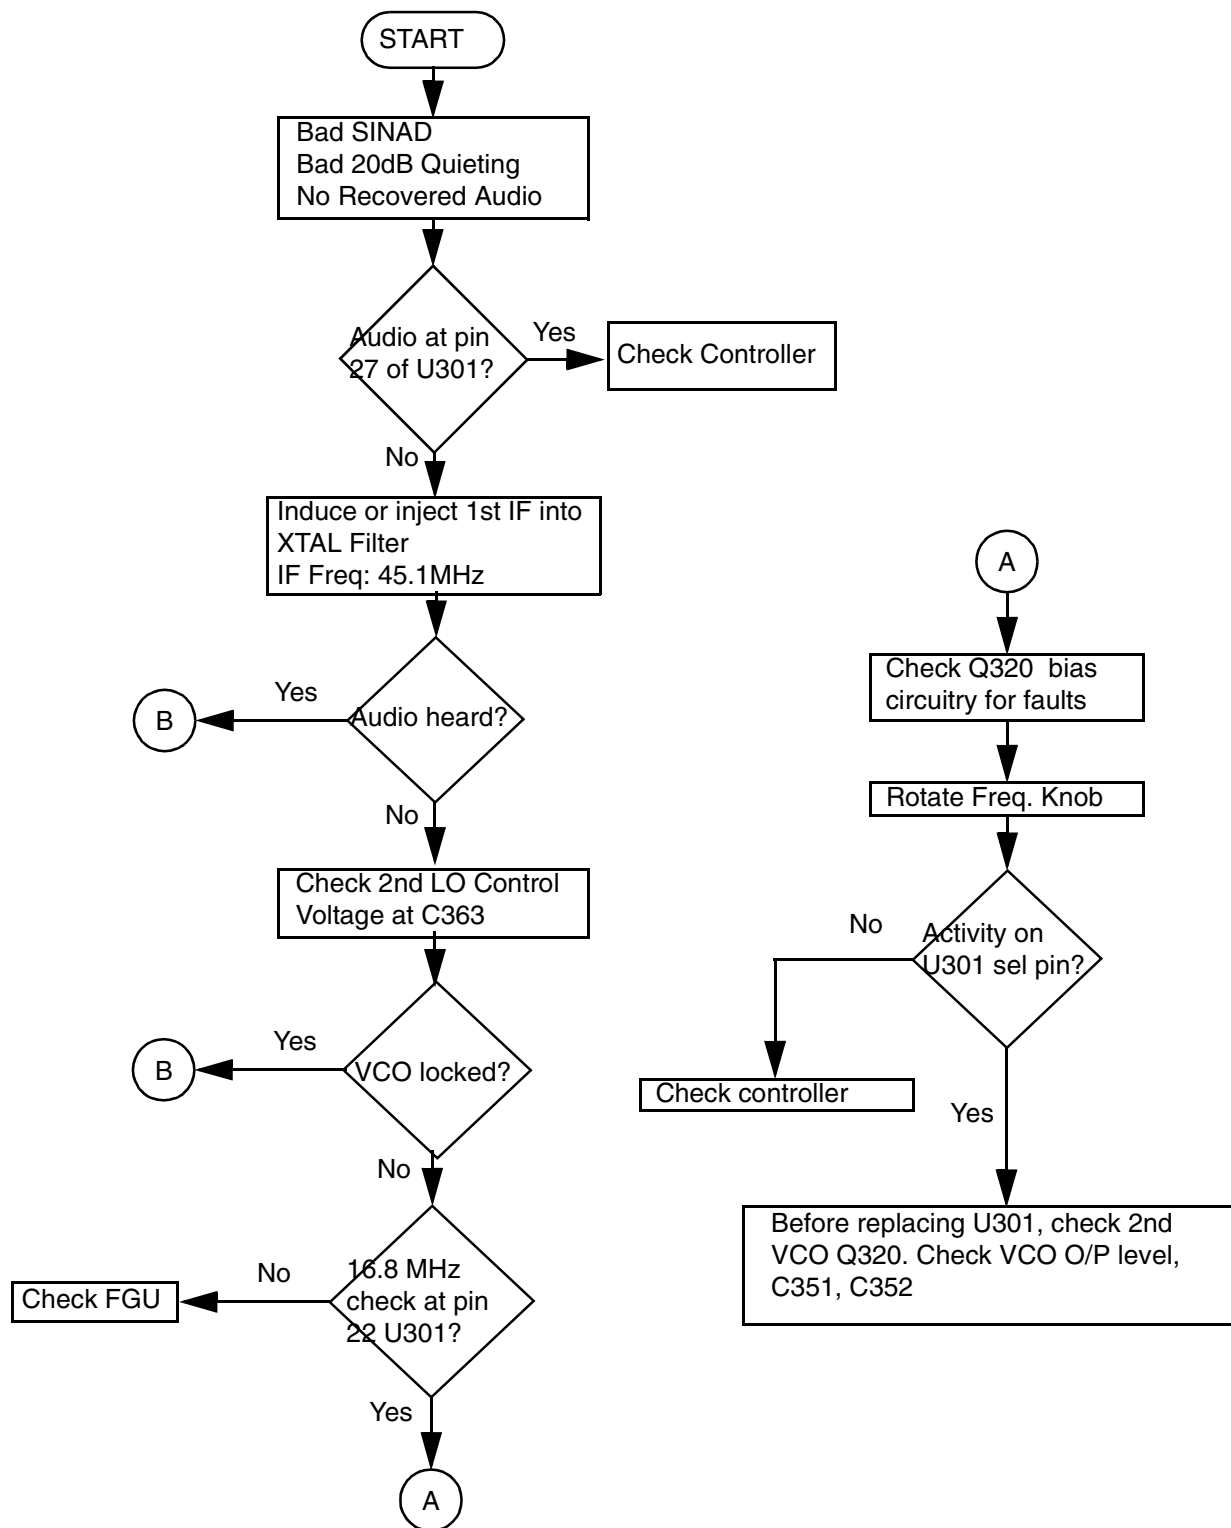 START
Bad SINAD
Bad 20dB Quieting
No Recovered Audio
Audio at pin
27 of U301?
Yes
Check Controller
No
Induce or inject 1st IF into
XTAL Filter
IF Freq: 45.1MHz
Audio heard?
Yes
B
No
Check 2nd LO Control
Voltage at C363
VCO locked?
Yes
B
No
16.8 MHz
check at pin
22 U301?
No
Check FGU
Yes
A
A
Check Q320 bias
circuitry for faults
Rotate Freq. Knob
Activity on
U301 sel pin?
No
Check controller
Yes
Before replacing U301, check 2nd
VCO Q320. Check VCO O/P level,
C351, C352